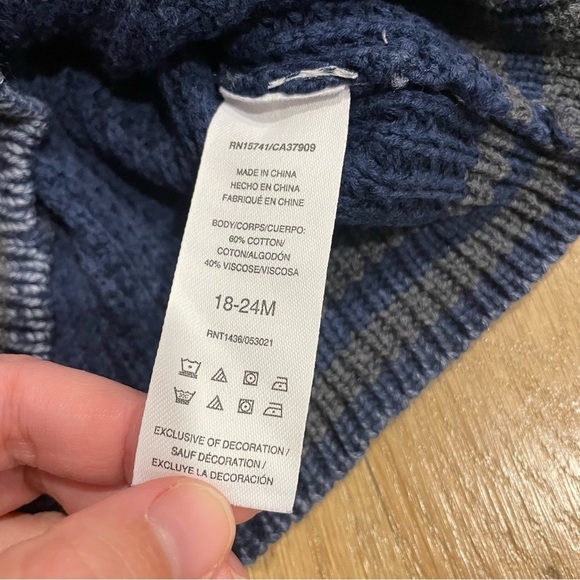 RN15741/CA37909
MADE IN CHINA
HECHO EN CHINA
FABRIQUÉ EN CHINE
BODY/CORPS/CUERPO:
60% COTTON/
COTON/ALGODÓN
40% VISCOSE/VISCOSA
18-24M
RNT1436/053021
EXCLUSIVE OF DECORATION/
SAUF DÉCORATION/
EXCLUYE LA DECORACIÓN